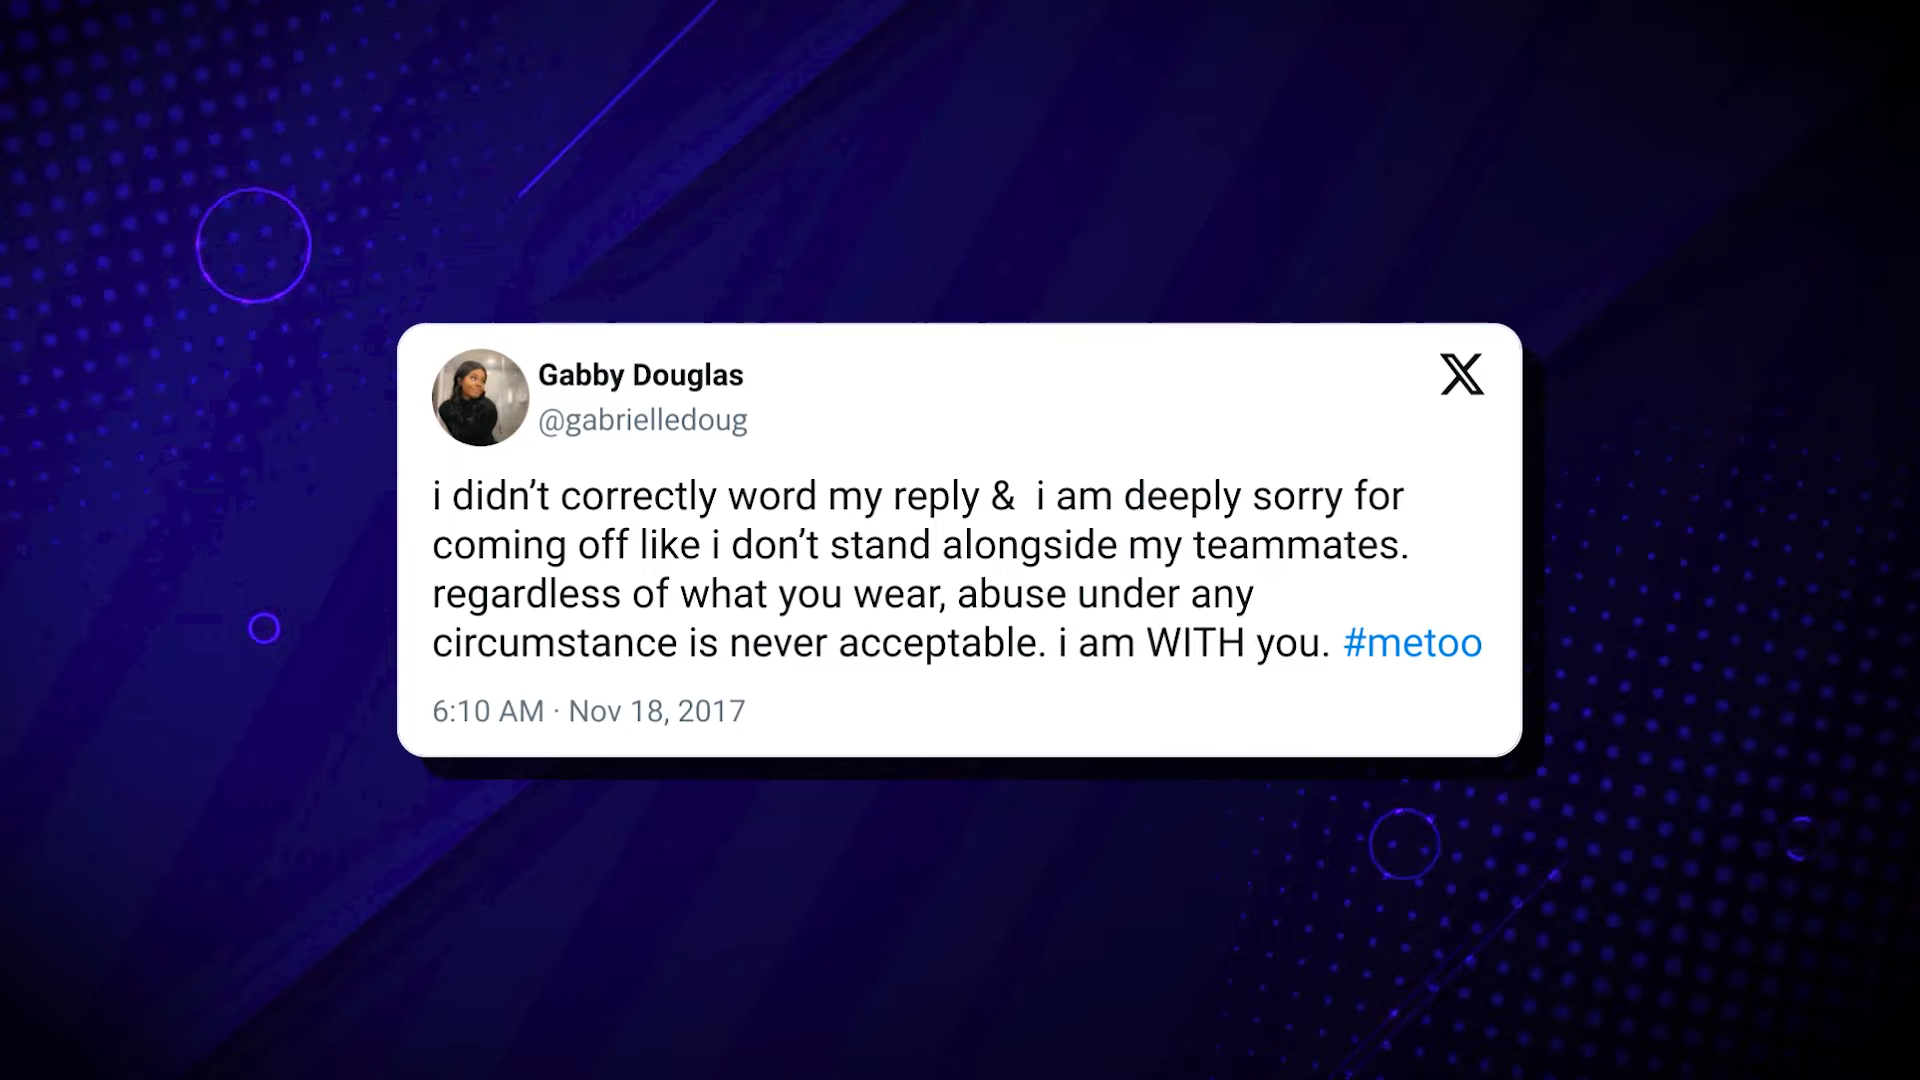 Gabby Douglas
@gabrielledoug
i didn’t correctly word my reply &  i am deeply sorry for
coming off like i don’t stand alongside my teammates.
regardless of what you wear, abuse under any
circumstance is never acceptable. i am WITH you. #metoo
6:10 AM · Nov 18, 2017